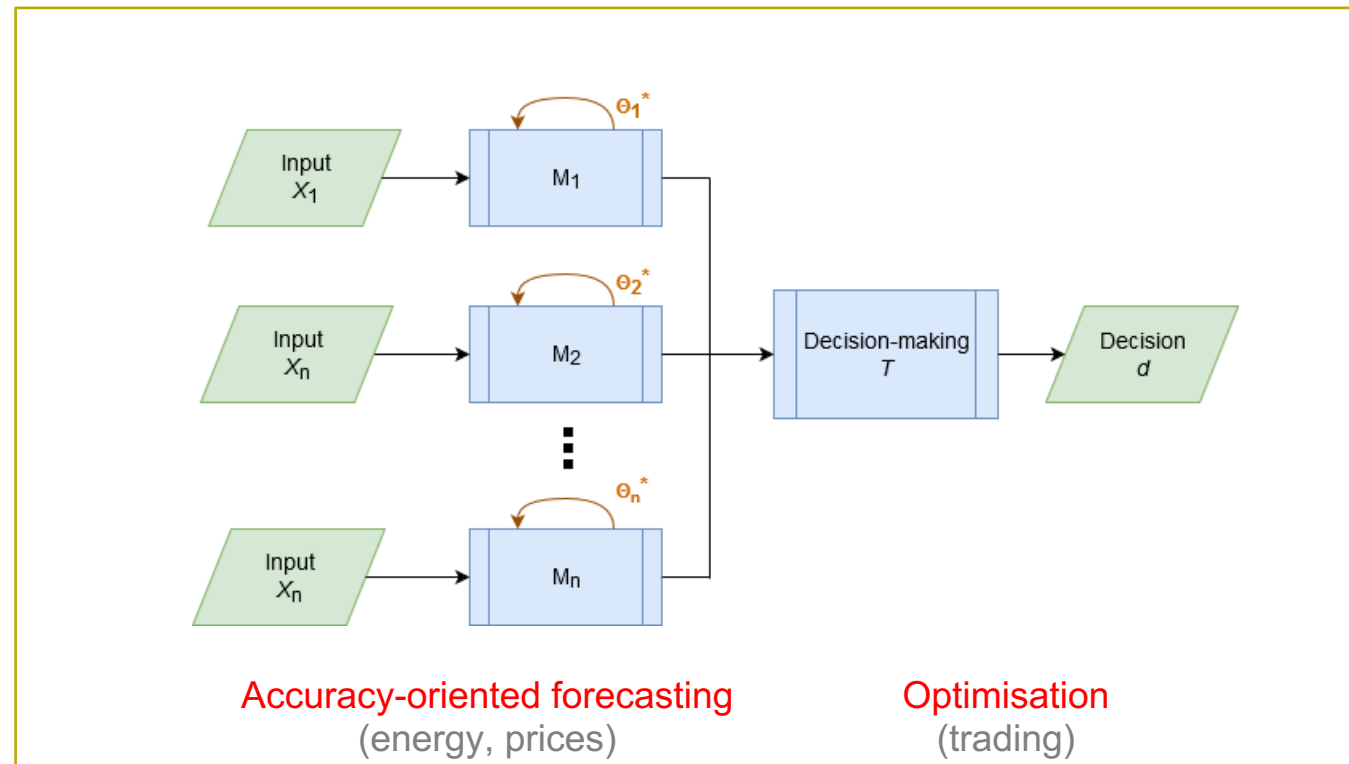 Θ1*
Input
X1
M1
Θ2*
Input
Xn
M2
Decision-making
T
Decision
d
Θn*
Input
Xn
Mn
Accuracy-oriented forecasting
(energy, prices)
Optimisation
(trading)